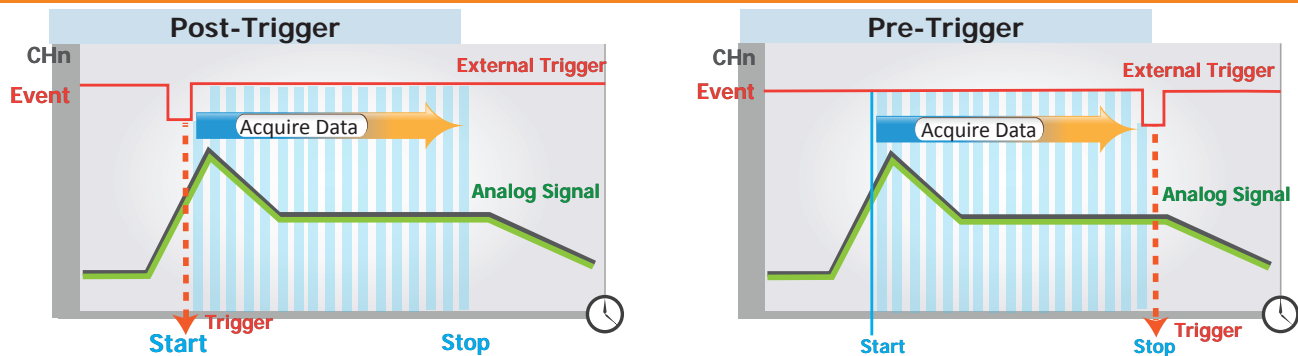 Post-Trigger
CHn
External Trigger
Event
Acquire Data
Analog Signal
Trigger
Start
Stop
Pre-Trigger
CHn
External Trigger
Event
Acquire Data
Analog Signal
Trigger
Start
Stop